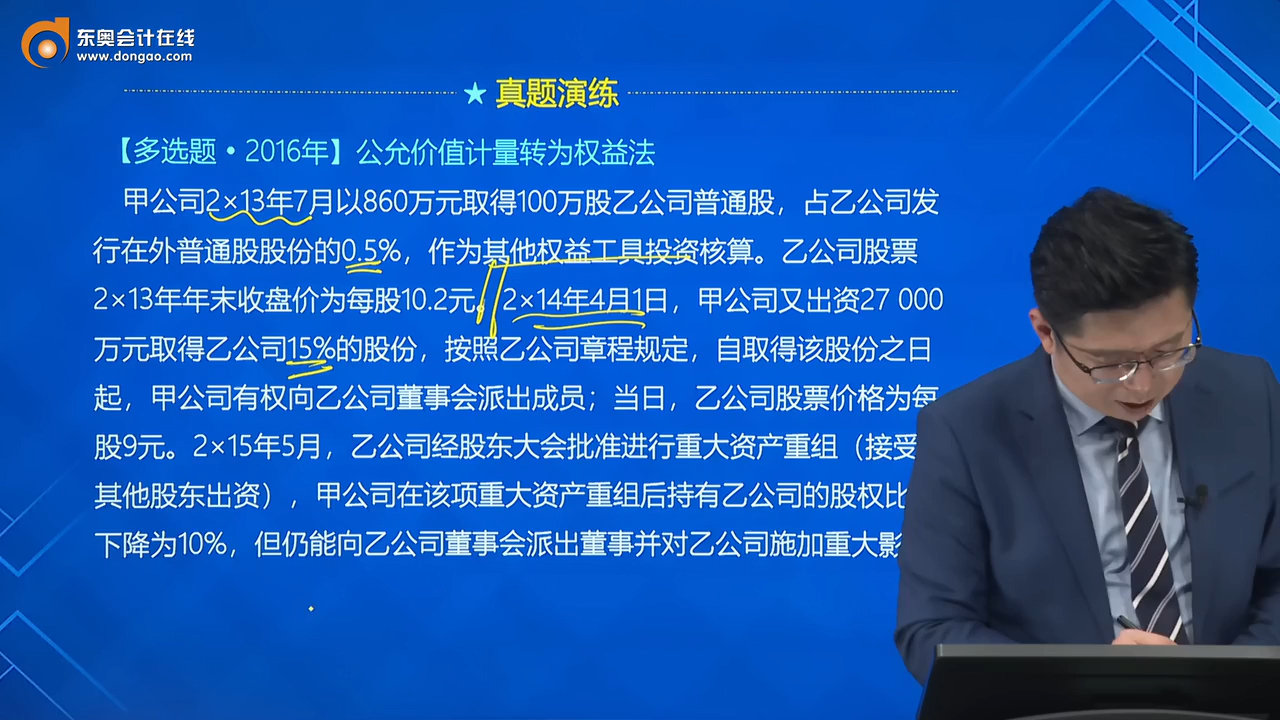 东奥会计在线
www.dongao.com
★ 真题演练
【多选题•2016年】公允价值计量转为权益法
甲公司2×13年7月以860万元取得100万股乙公司普通股，占乙公司发
行在外普通股股份的0.5%，作为其他权益工具投资核算。乙公司股票
2×13年年末收盘价为每股10.2元。2×14年4月1日，甲公司又出资27 000
万元取得乙公司15%的股份，按照乙公司章程规定，自取得该股份之日
起，甲公司有权向乙公司董事会派出成员；当日，乙公司股票价格为每
股9元。2×15年5月，乙公司经股东大会批准进行重大资产重组（接受
其他股东出资），甲公司在该项重大资产重组后持有乙公司的股权比
下降为10%，但仍能向乙公司董事会派出董事并对乙公司施加重大影